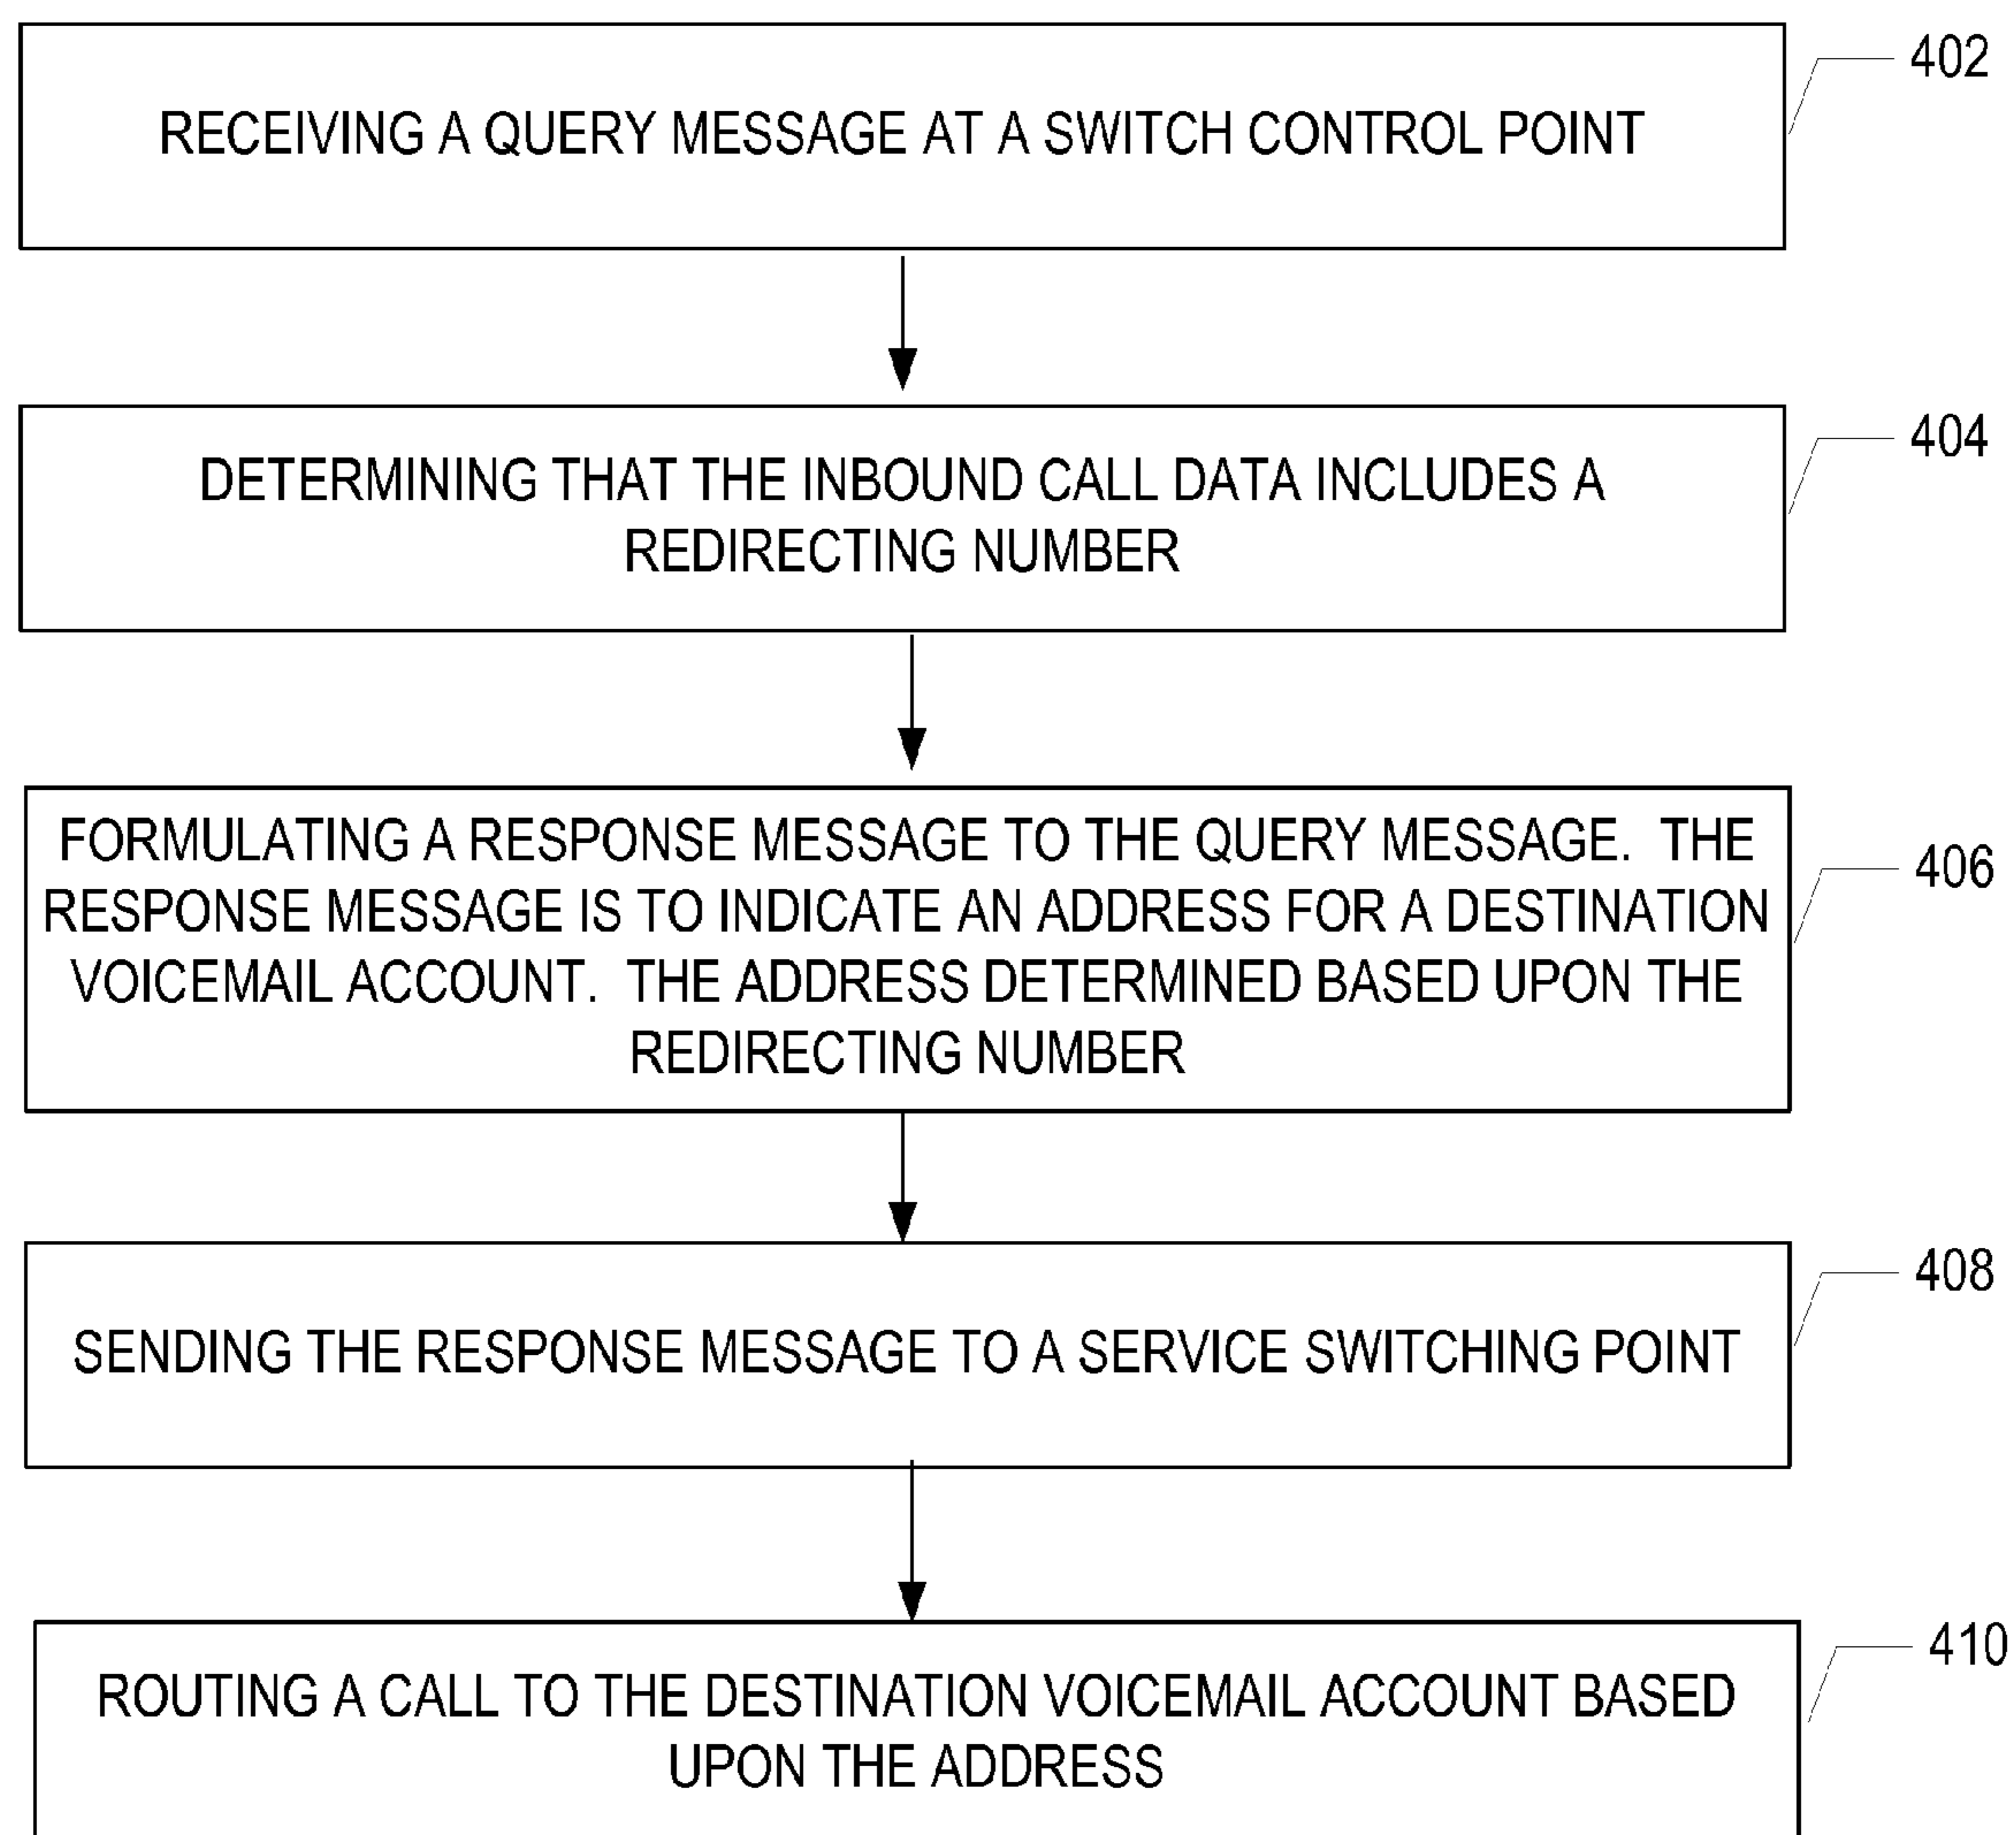 402
RECEIVING A QUERY MESSAGE AT A SWITCH CONTROL POINT
404
DETERMINING THAT THE INBOUND CALL DATA INCLUDES A
REDIRECTING NUMBER
406
FORMULATING A RESPONSE MESSAGE TO THE QUERY MESSAGE. THE
RESPONSE MESSAGE IS TO INDICATE AN ADDRESS FOR A DESTINATION
VOICEMAIL ACCOUNT. THE ADDRESS DETERMINED BASED UPON THE
REDIRECTING NUMBER
408
SENDING THE RESPONSE MESSAGE TO A SERVICE SWITCHING POINT
410
ROUTING A CALL TO THE DESTINATION VOICEMAIL ACCOUNT BASED
UPON THE ADDRESS